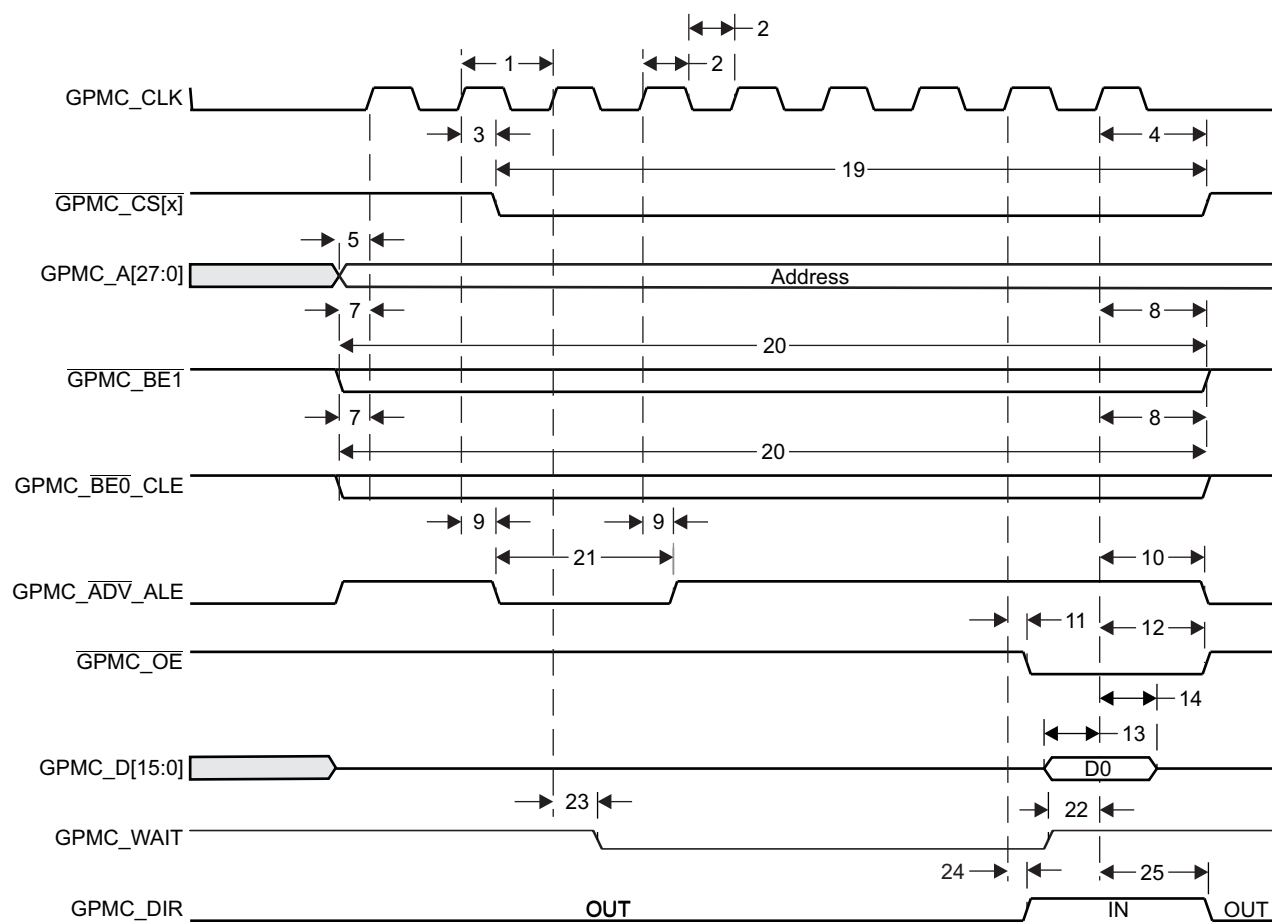 2
1
2
GPMC_CLK
3
4
19
GPMC_CS[x]
5
GPMC_A[27:0]
Address
7
8
20
GPMC_BE1
7
8
20
GPMC_BE0_CLE
9
9
21
10
GPMC_ADV_ALE
11
12
GPMC_OE
14
13
GPMC_D[15:0]
D0
23
22
GPMC_WAIT
24
25
GPMC_DIR
OUT
IN
OUT